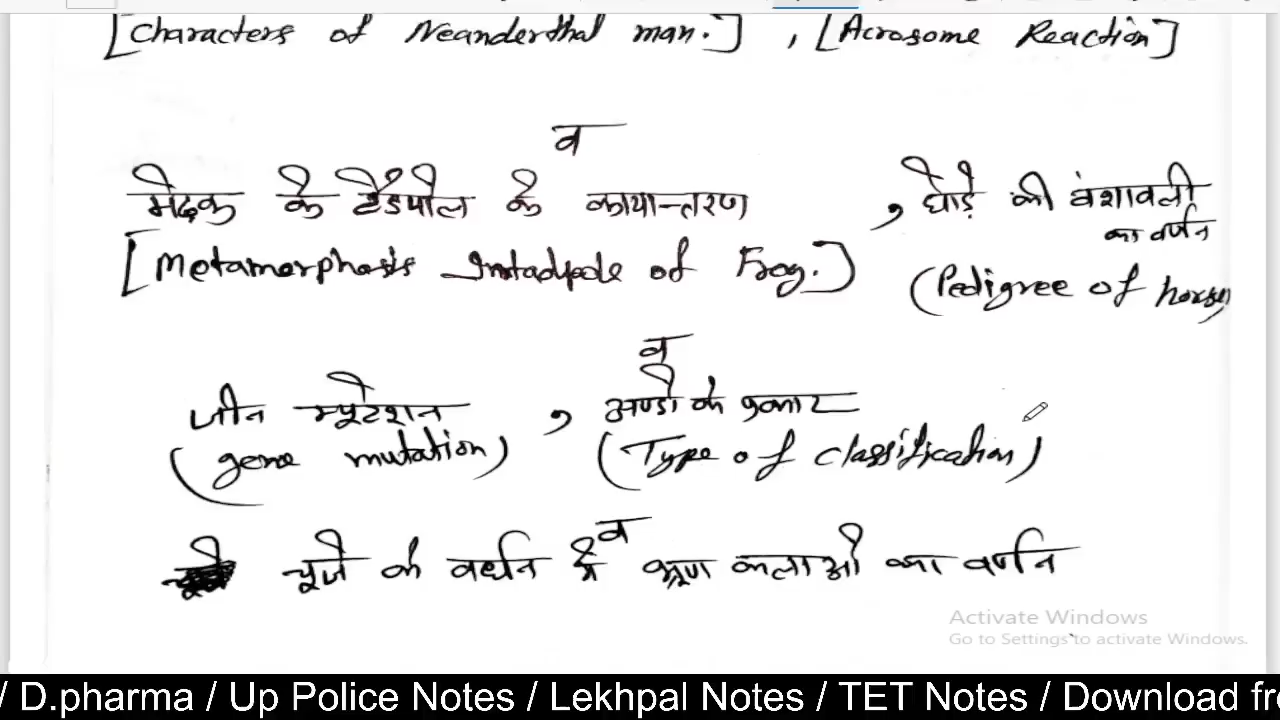 [Characters of Neanderthal man.] , [Acrosome Reaction]
व
मेढक के टैडपोल के कायान्तरण , घोड़े की वंशावली
का वर्णन
[Metamorphosis Intadpole of Frog.] (Pedigree of horse)
व
जीन म्यूटेशन , अण्डो के प्रकार
(gene mutation) (Type of classification)
व
चूजे के वर्धन में भ्रूण कलाओ का वर्णन
Activate Windows
Go to Settings to activate Windows.
/ D.pharma / Up Police Notes / Lekhpal Notes / TET Notes / Download fr